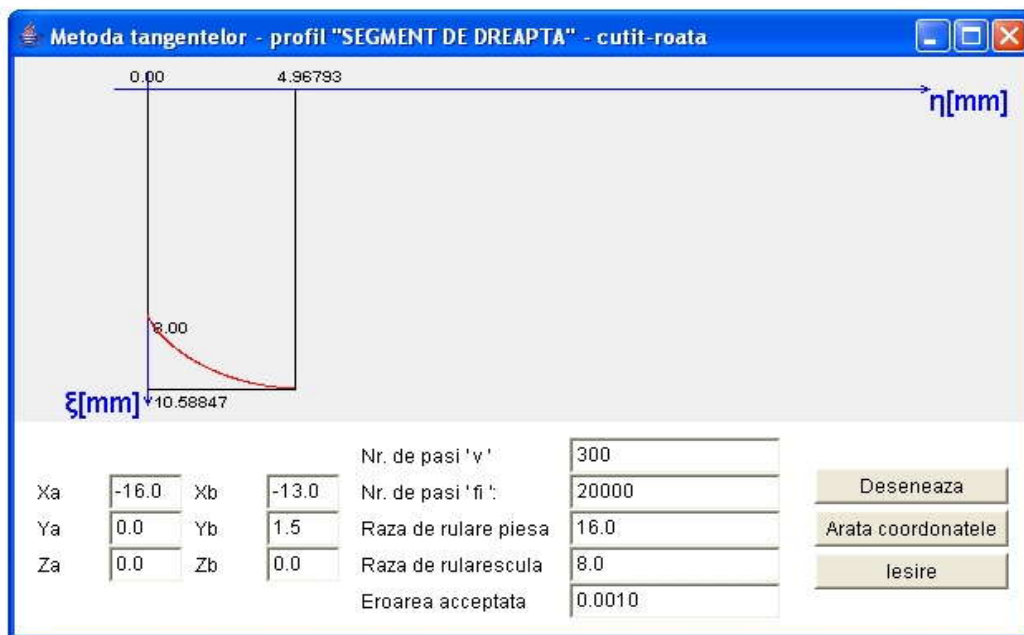 Metoda tangentelor - profil "SEGMENT DE DREAPTA" - cutit-roata
0.00 4.96793
η[mm]
8.00
ξ[mm] 10.58847
Nr. de pasi 'v' 300
Xa -16.0 Xb -13.0 Nr. de pasi 'fi': 20000 Deseneaza
Ya 0.0 Yb 1.5 Raza de rulare piesa 16.0 Arata coordonatele
Za 0.0 Zb 0.0 Raza de rularescula 8.0 Iesire
Eroarea acceptata 0.0010